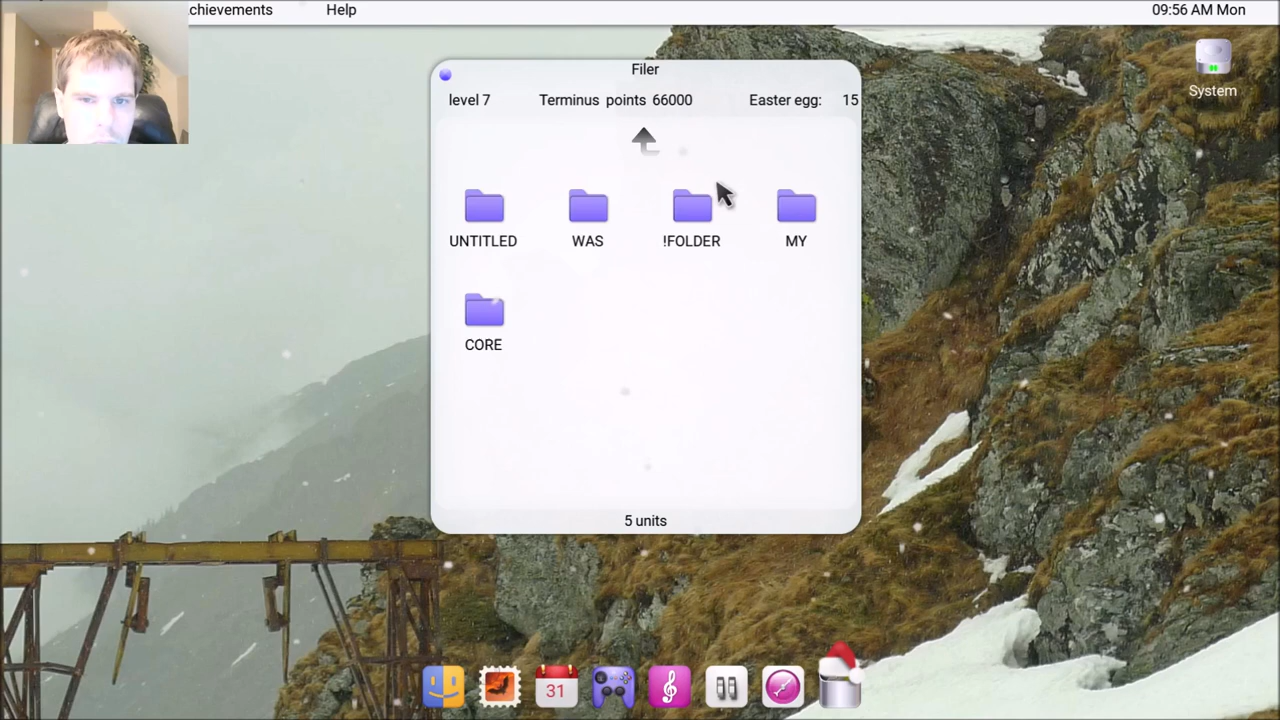 chievements Help 09:56 AM Mon
Filer
level 7 Terminus points 66000 Easter egg: 15
System
UNTITLED WAS !FOLDER MY
CORE
5 units
31